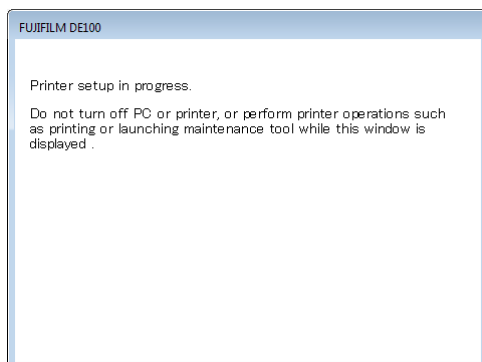 FUJIFILM DE100
Printer setup in progress.
Do not turn off PC or printer, or perform printer operations such
as printing or launching maintenance tool while this window is
displayed .